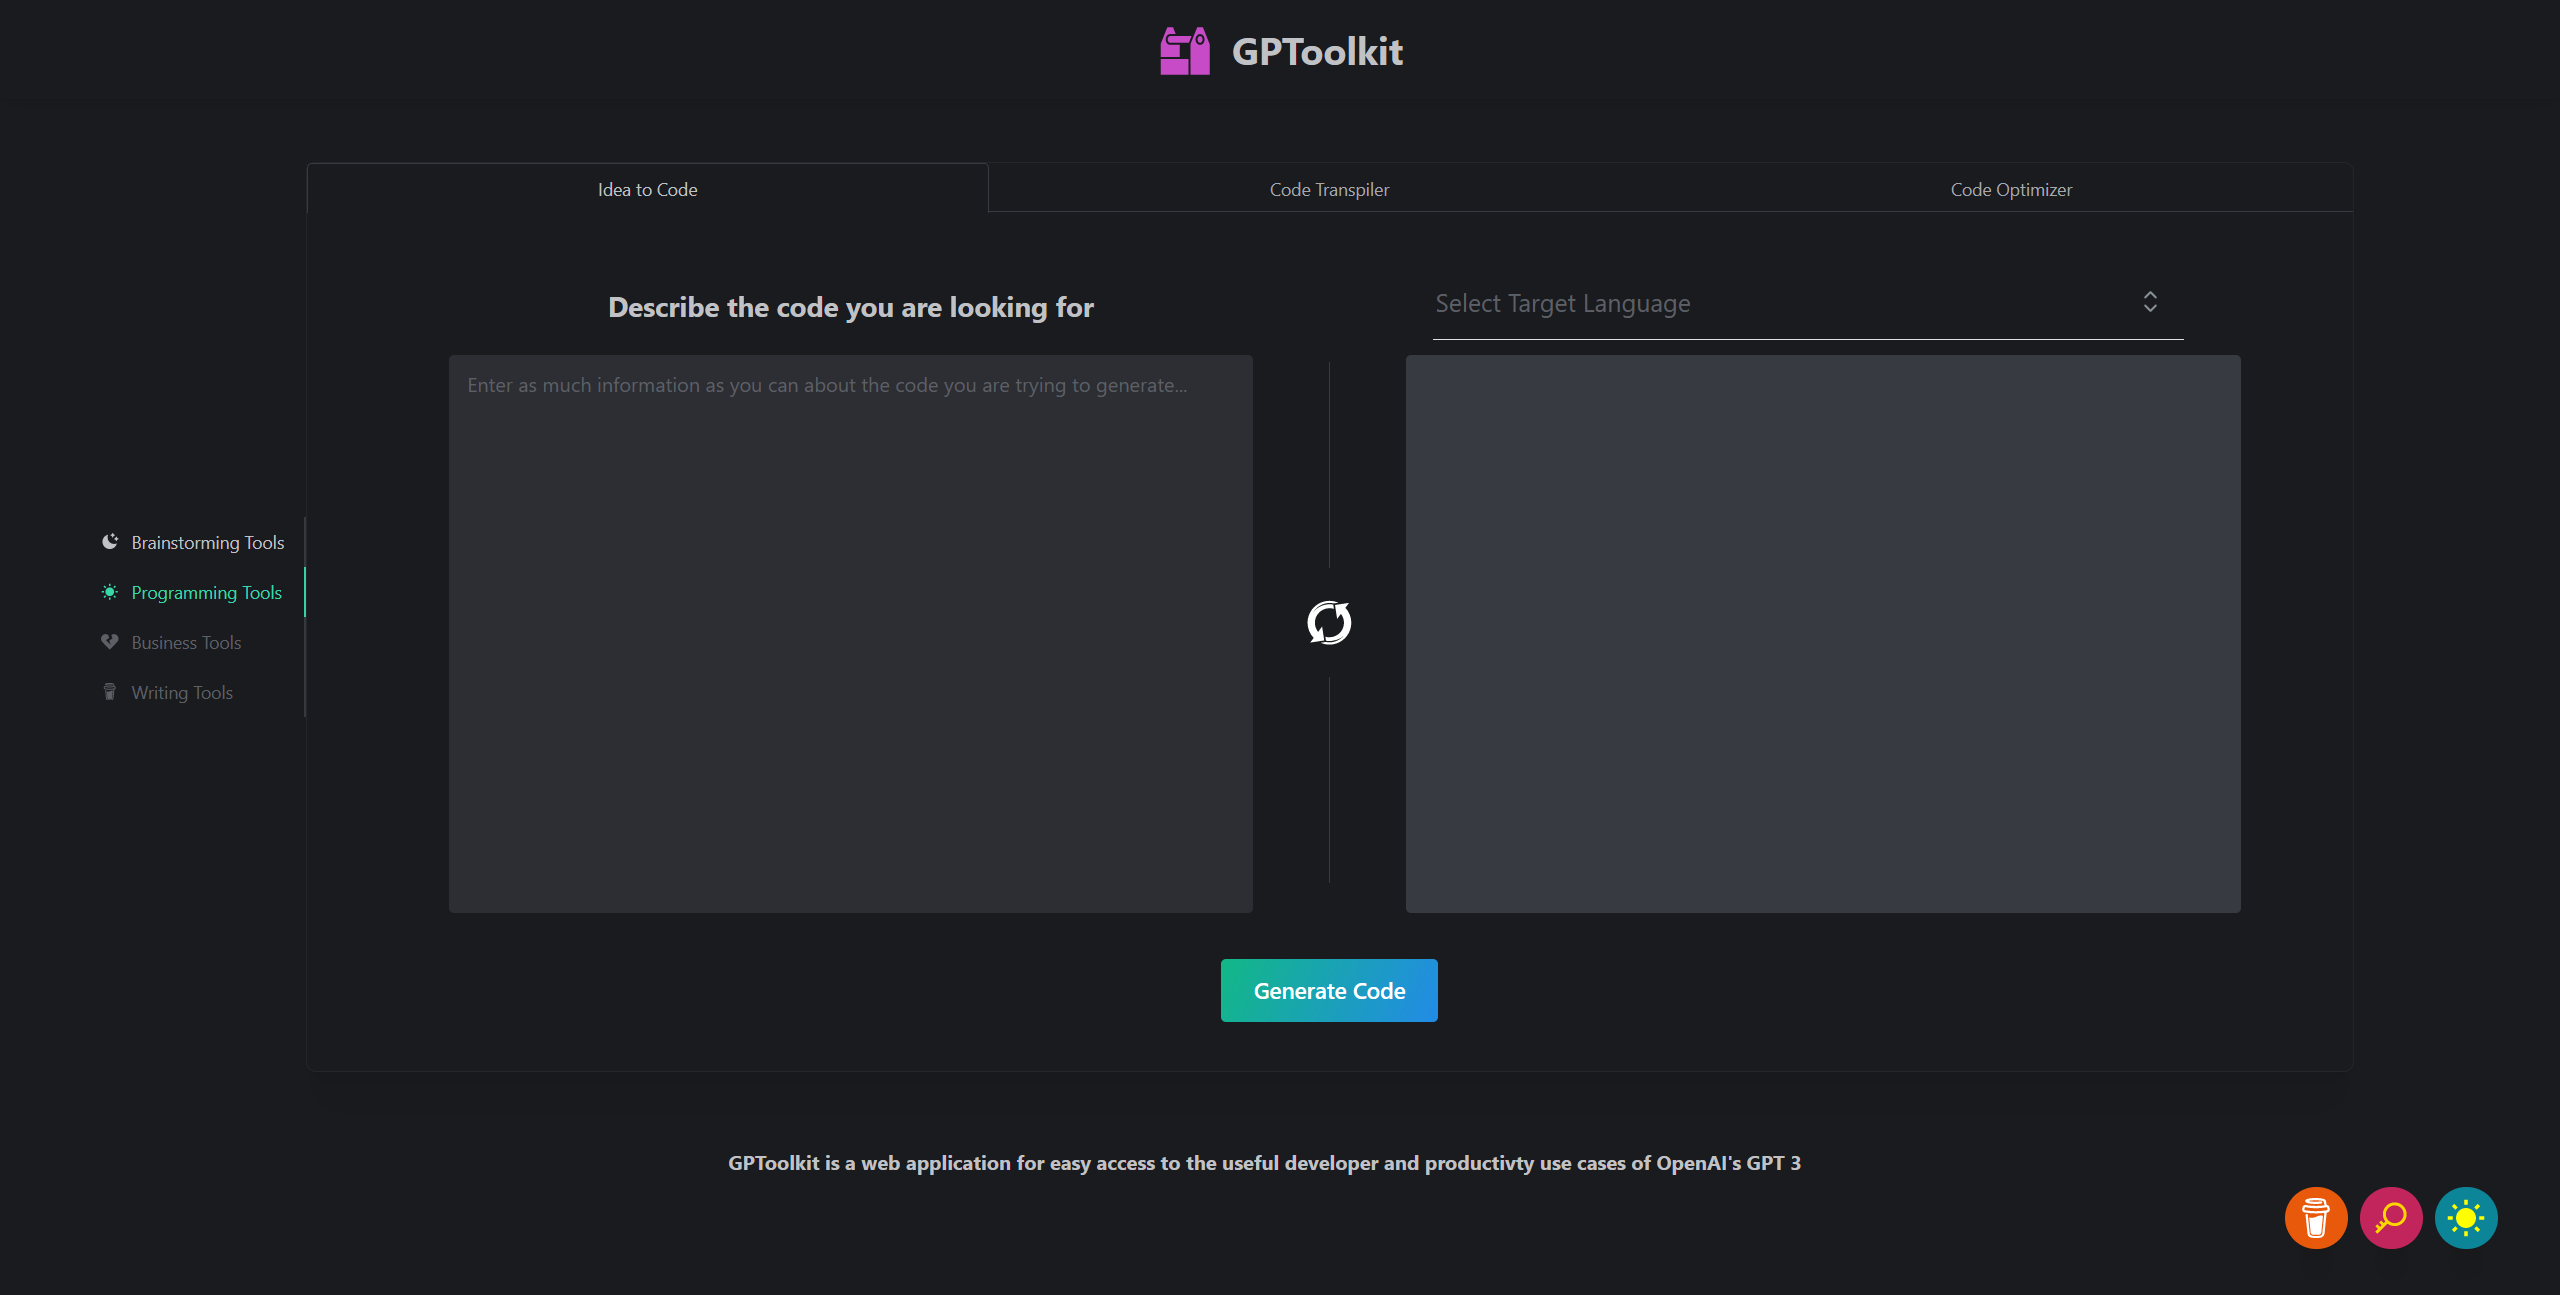 GPToolkit
Idea to Code
Code Transpiler
Code Optimizer
Describe the code you are looking for
Select Target Language
Enter as much information as you can about the code you are trying to generate...
Brainstorming Tools
Programming Tools
Business Tools
Writing Tools
Generate Code
GPToolkit is a web application for easy access to the useful developer and productivty use cases of OpenAI's GPT 3